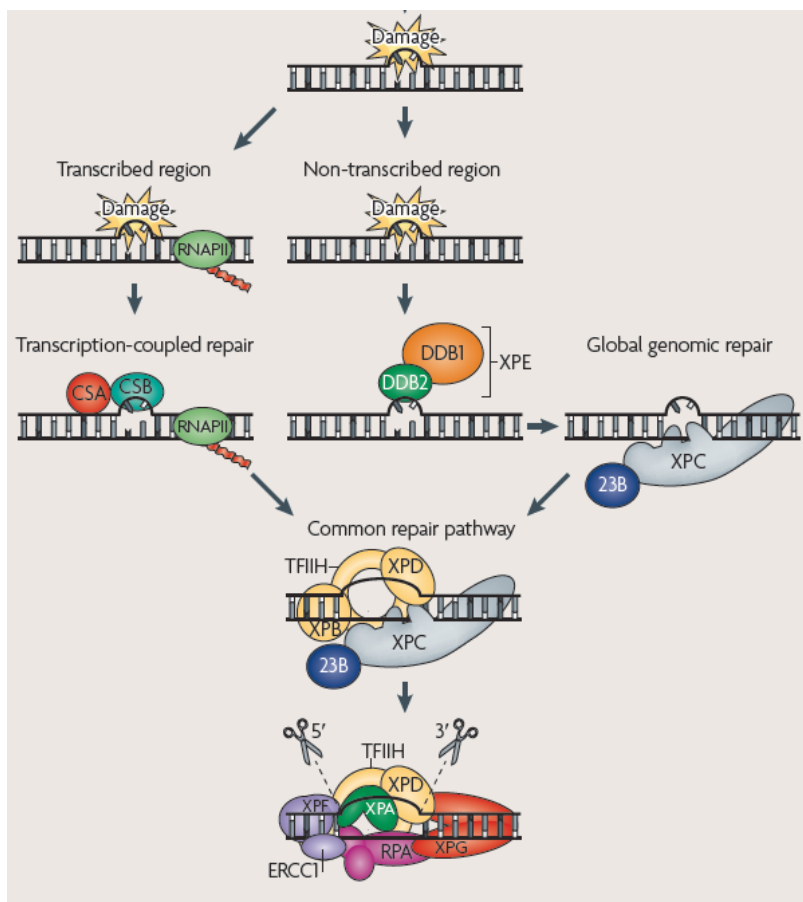 Damage
Transcribed region
Non-transcribed region
Damage
RNAPII
Damage
Transcription-coupled repair
CSA
CSB
RNAPII
DDB1
DDB2
XPE
Global genomic repair
XPC
23B
Common repair pathway
TFIIH
XPD
XPB
XPC
23B
5′
3′
TFIIH
XPD
XPF
XPA
RPA
XPG
ERCC1